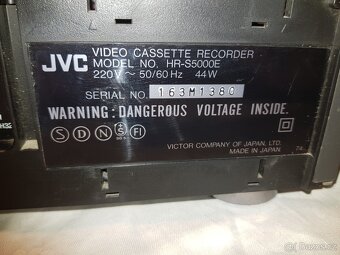 JVC
VIDEO CASSETTE RECORDER
MODEL NO. HR-S5000E
220V ~ 50/60Hz 44W
SERIAL NO 163M1380
WARNING: DANGEROUS VOLTAGE INSIDE.
S D N S FI
VICTOR COMPANY OF JAPAN, LTD.
MADE IN JAPAN